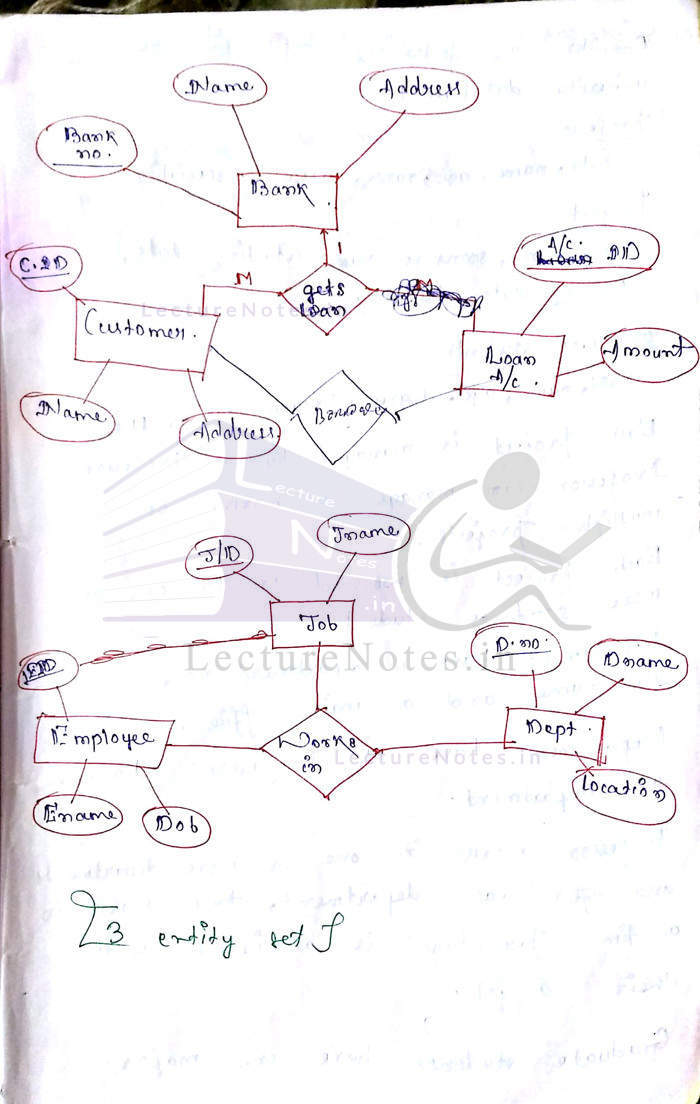 Name
Address
Bank
no.
Bank.
C.ID
M
1
gets
loan
M
A/c.
ID
Customer.
Loan
A/c.
Amount
Name
Address
LectureNotes.in
Lecture
Notes
.in
J/ID
Jname
Job
LectureNotes.in
EID
D.no.
Dname
Employee
Works
in
Dept.
LectureNotes.in
Ename
Dob
Location
[3 entity set]